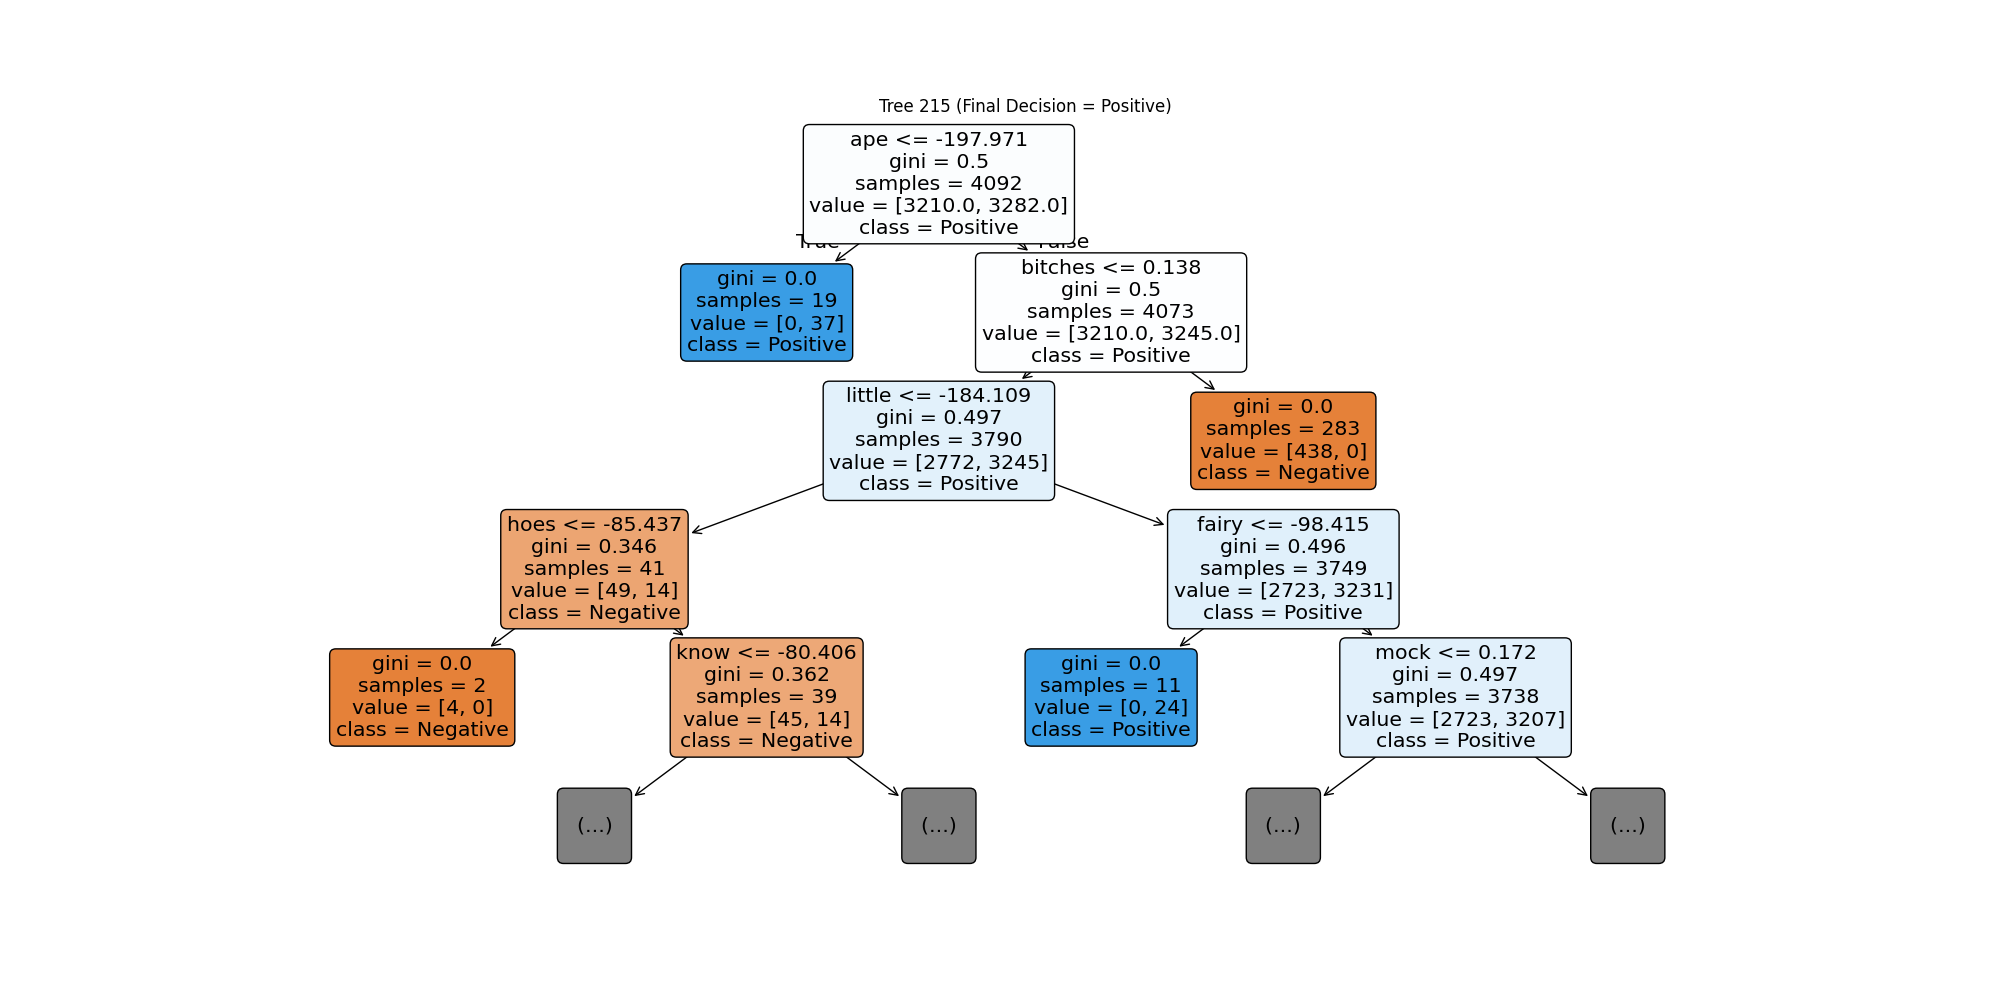 Tree 215 (Final Decision = Positive)
ape <= -197.971
gini = 0.5
samples = 4092
value = [3210.0, 3282.0]
class = Positive
True
False
gini = 0.0
samples = 19
value = [0, 37]
class = Positive
bitches <= 0.138
gini = 0.5
samples = 4073
value = [3210.0, 3245.0]
class = Positive
little <= -184.109
gini = 0.497
samples = 3790
value = [2772, 3245]
class = Positive
gini = 0.0
samples = 283
value = [438, 0]
class = Negative
hoes <= -85.437
gini = 0.346
samples = 41
value = [49, 14]
class = Negative
fairy <= -98.415
gini = 0.496
samples = 3749
value = [2723, 3231]
class = Positive
gini = 0.0
samples = 2
value = [4, 0]
class = Negative
know <= -80.406
gini = 0.362
samples = 39
value = [45, 14]
class = Negative
gini = 0.0
samples = 11
value = [0, 24]
class = Positive
mock <= 0.172
gini = 0.497
samples = 3738
value = [2723, 3207]
class = Positive
(...)
(...)
(...)
(...)